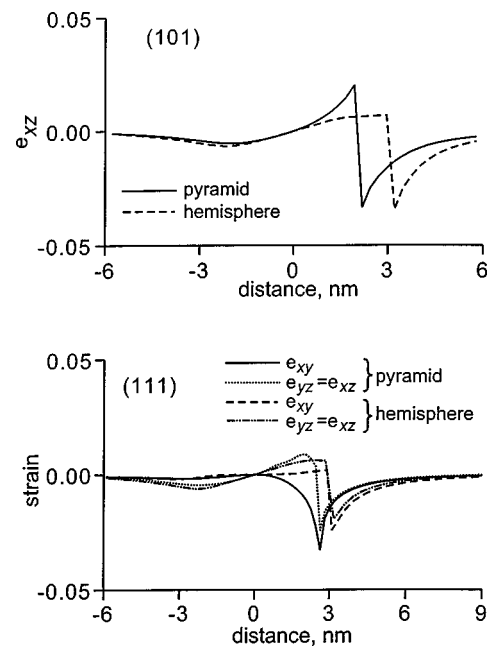 0.05
(101)
e_xz
0.00
pyramid
hemisphere
-0.05
-6 -3 0 3 6
distance, nm
0.05
(111)
e_xy
e_yz=e_xz
} pyramid
e_xy
e_yz=e_xz
} hemisphere
strain
0.00
-0.05
-6 -3 0 3 6 9
distance, nm